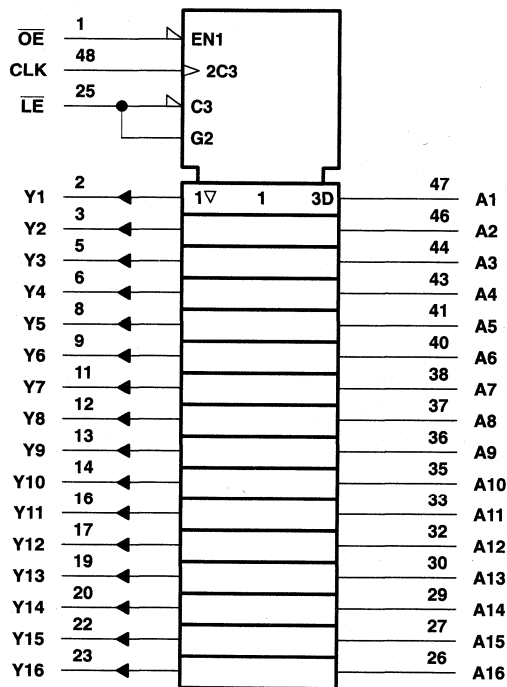 OE 1 EN1
CLK 48 2C3
LE 25 C3
G2
Y1 2 1▽ 1 3D 47 A1
Y2 3 46 A2
Y3 5 44 A3
Y4 6 43 A4
Y5 8 41 A5
Y6 9 40 A6
Y7 11 38 A7
Y8 12 37 A8
Y9 13 36 A9
Y10 14 35 A10
Y11 16 33 A11
Y12 17 32 A12
Y13 19 30 A13
Y14 20 29 A14
Y15 22 27 A15
Y16 23 26 A16